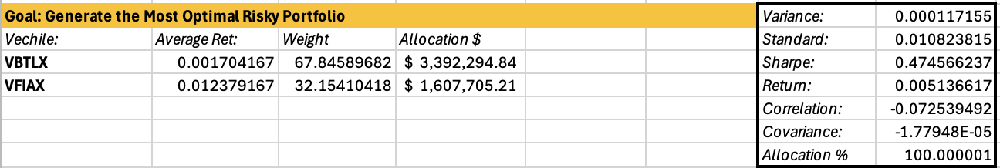 Goal: Generate the Most Optimal Risky Portfolio
Vechile: Average Ret: Weight Allocation $
VBTLX 0.001704167 67.84589682 $ 3,392,294.84
VFIAX 0.012379167 32.15410418 $ 1,607,705.21
Variance: 0.000117155
Standard: 0.010823815
Sharpe: 0.474566237
Return: 0.005136617
Correlation: -0.072539492
Covariance: -1.77948E-05
Allocation % 100.000001